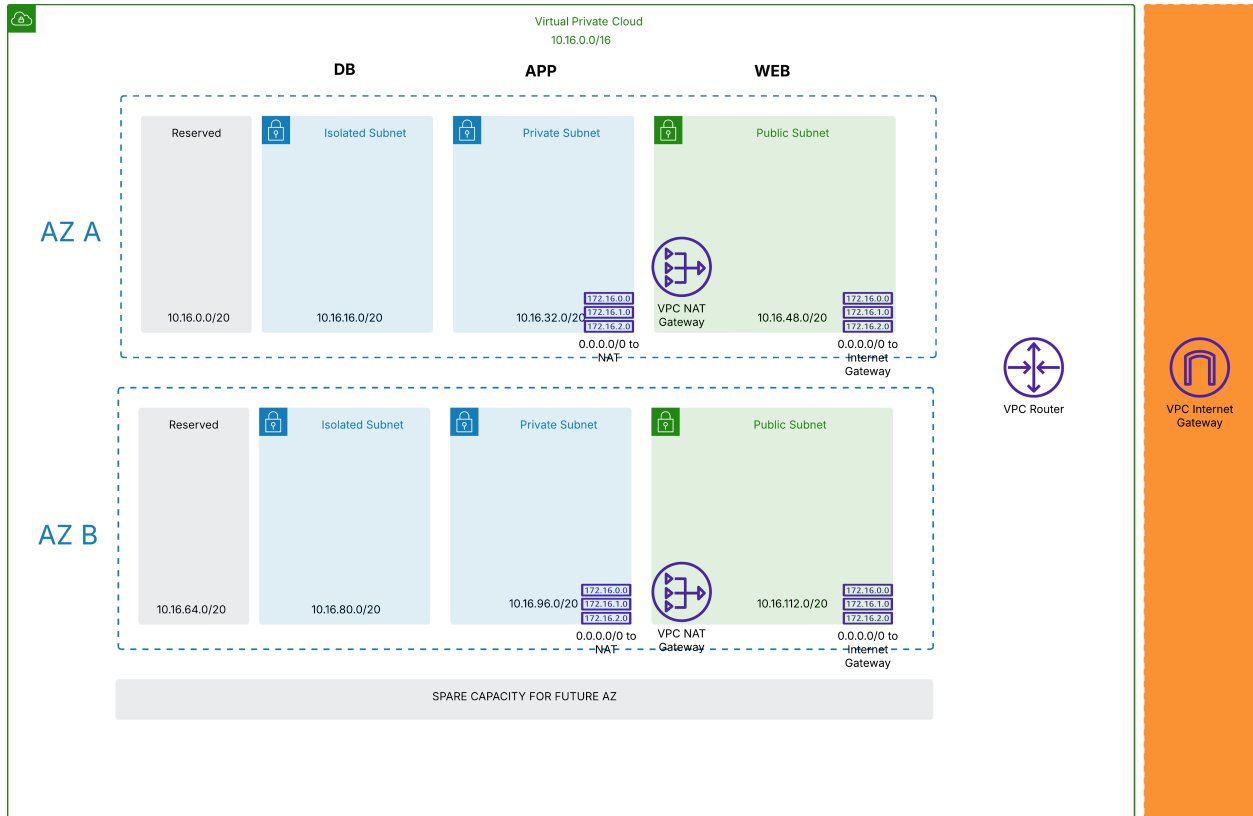 Virtual Private Cloud
10.16.0.0/16
DB
APP
WEB
AZ A
Reserved
10.16.0.0/20
Isolated Subnet
10.16.16.0/20
Private Subnet
10.16.32.0/20
172.16.0.0
172.16.1.0
172.16.2.0
0.0.0.0/0 to
NAT
Public Subnet
VPC NAT
Gateway
10.16.48.0/20
172.16.0.0
172.16.1.0
172.16.2.0
0.0.0.0/0 to
Internet
Gateway
AZ B
Reserved
10.16.64.0/20
Isolated Subnet
10.16.80.0/20
Private Subnet
10.16.96.0/20
172.16.0.0
172.16.1.0
172.16.2.0
0.0.0.0/0 to
NAT
Public Subnet
VPC NAT
Gateway
10.16.112.0/20
172.16.0.0
172.16.1.0
172.16.2.0
0.0.0.0/0 to
Internet
Gateway
SPARE CAPACITY FOR FUTURE AZ
VPC Router
VPC Internet
Gateway